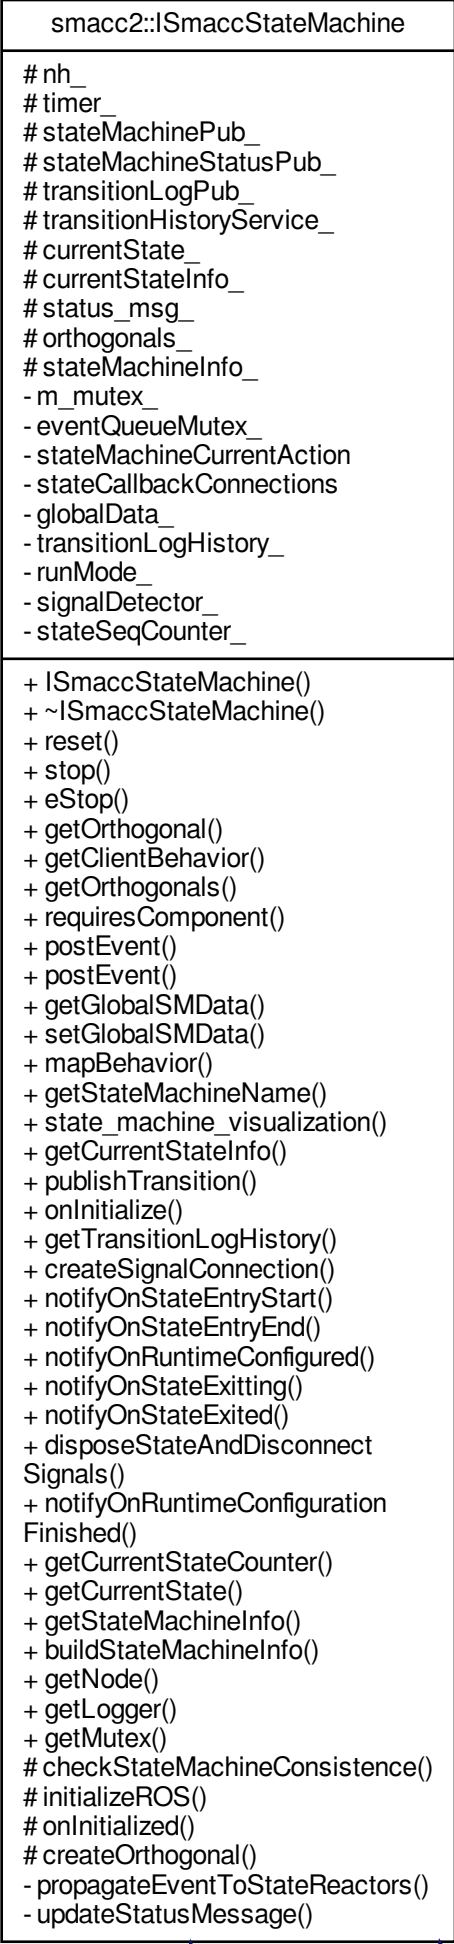 smacc2::ISmaccStateMachine
# nh_
# timer_
# stateMachinePub_
# stateMachineStatusPub_
# transitionLogPub_
# transitionHistoryService_
# currentState_
# currentStateInfo_
# status_msg_
# orthogonals_
# stateMachineInfo_
- m_mutex_
- eventQueueMutex_
- stateMachineCurrentAction
- stateCallbackConnections
- globalData_
- transitionLogHistory_
- runMode_
- signalDetector_
- stateSeqCounter_
+ ISmaccStateMachine()
+ ~ISmaccStateMachine()
+ reset()
+ stop()
+ eStop()
+ getOrthogonal()
+ getClientBehavior()
+ getOrthogonals()
+ requiresComponent()
+ postEvent()
+ postEvent()
+ getGlobalSMData()
+ setGlobalSMData()
+ mapBehavior()
+ getStateMachineName()
+ state_machine_visualization()
+ getCurrentStateInfo()
+ publishTransition()
+ onInitialize()
+ getTransitionLogHistory()
+ createSignalConnection()
+ notifyOnStateEntryStart()
+ notifyOnStateEntryEnd()
+ notifyOnRuntimeConfigured()
+ notifyOnStateExitting()
+ notifyOnStateExited()
+ disposeStateAndDisconnect
Signals()
+ notifyOnRuntimeConfiguration
Finished()
+ getCurrentStateCounter()
+ getCurrentState()
+ getStateMachineInfo()
+ buildStateMachineInfo()
+ getNode()
+ getLogger()
+ getMutex()
# checkStateMachineConsistence()
# initializeROS()
# onInitialized()
# createOrthogonal()
- propagateEventToStateReactors()
- updateStatusMessage()